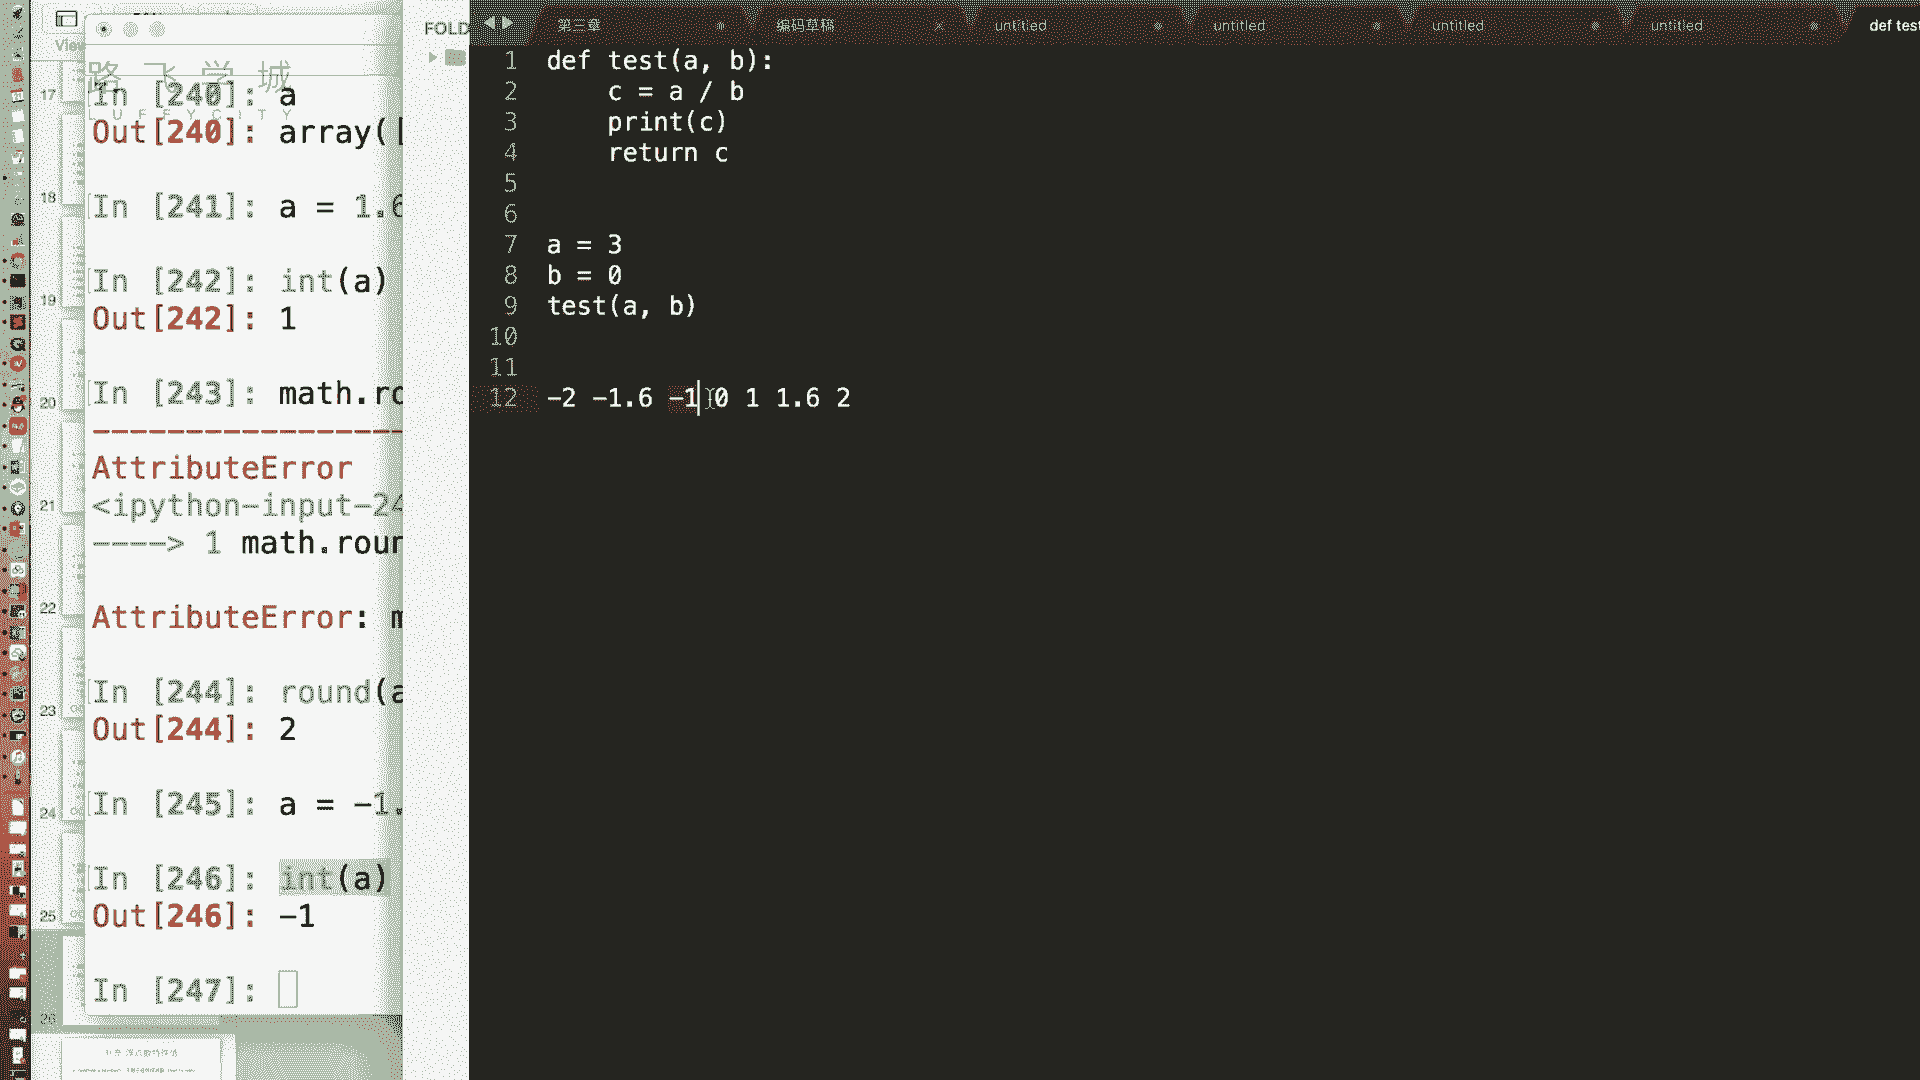 View
路飞学城
LUFFYCITY
17
18
19
20
21
22
23
24
25
26
In [240]: a
Out[240]: array([
In [241]: a = 1.6
In [242]: int(a)
Out[242]: 1
In [243]: math.ro
AttributeError
<ipython-input-24
----> 1 math.roun
AttributeError: m
In [244]: round(a
Out[244]: 2
In [245]: a = -1.
In [246]: int(a)
Out[246]: -1
In [247]:
FOLD
第三章
编码草稿
untitled
untitled
untitled
untitled
def test
1 def test(a, b):
2 c = a / b
3 print(c)
4 return c
5
6
7 a = 3
8 b = 0
9 test(a, b)
10
11
12 -2 -1.6 -1 0 1 1.6 2